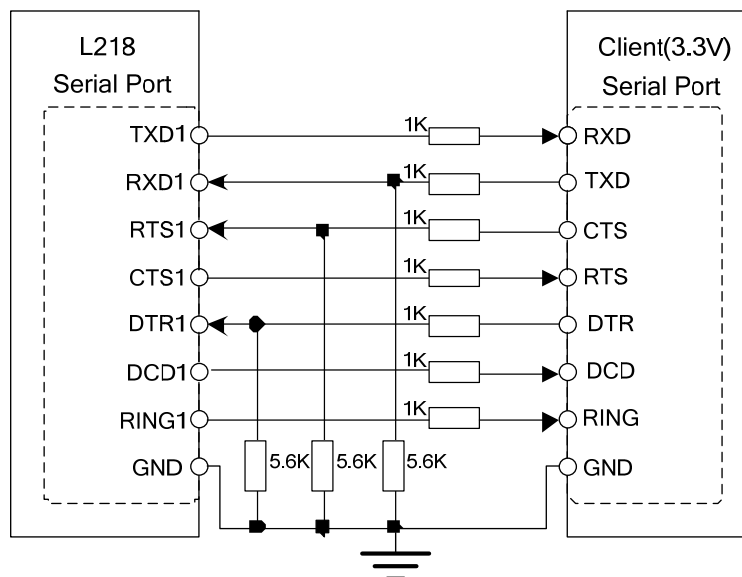 L218
Serial Port
Client(3.3V)
Serial Port
TXD1
1K
RXD
RXD1
1K
TXD
RTS1
1K
CTS
CTS1
1K
RTS
DTR1
1K
DTR
DCD1
1K
DCD
RING1
1K
RING
GND
5.6K
5.6K
5.6K
GND